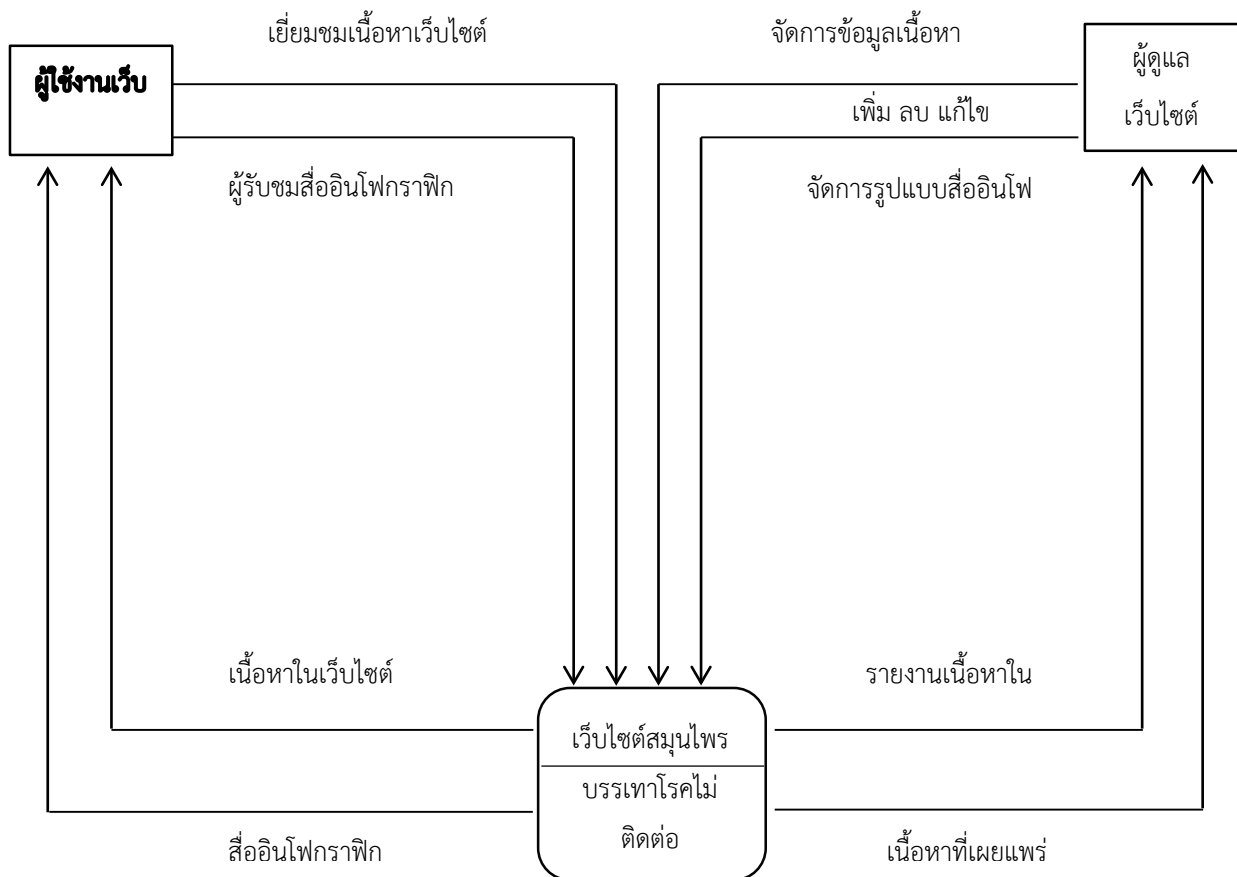 เยี่ยมชมเนื้อหาเว็บไซต์
จัดการข้อมูลเนื้อหา
ผู้ใช้งานเว็บ
ผู้ดูแล
เว็บไซต์
เพิ่ม ลบ แก้ไข
ผู้รับชมสื่ออินโฟกราฟิก
จัดการรูปแบบสื่ออินโฟ
เนื้อหาในเว็บไซต์
รายงานเนื้อหาใน
เว็บไซต์สมุนไพร
บรรเทาโรคไม่
ติดต่อ
สื่ออินโฟกราฟิก
เนื้อหาที่เผยแพร่